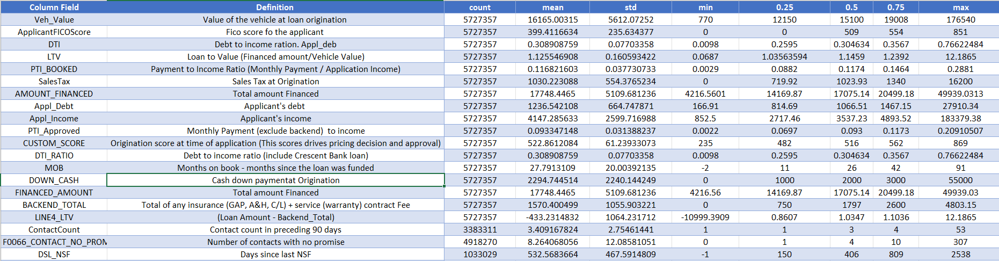 Column Field Definition count mean std min 0.25 0.5 0.75 max
Veh_Value Value of the vehicle at loan origination 5727357 16165.00315 5612.07252 770 12150 15100 19008 176540
ApplicantFICOScore Fico score fo the applicant 5727357 399.4116634 235.634377 0 0 509 554 851
DTI Debt to income ration. Appl_deb 5727357 0.308908759 0.07703358 0.0098 0.2595 0.304634 0.3567 0.76622484
LTV Loan to Value (Financed amount/Vehicle Value) 5727357 1.125546908 0.160593422 0.0687 1.03563594 1.1459 1.2392 12.1865
PTI_BOOKED Payment to Income Ratio (Monthly Payment / Application Income) 5727357 0.116821603 0.037730733 0.0029 0.0882 0.1174 0.1464 0.2881
SalesTax Sales Tax at Origination 5727357 1030.223088 554.3765234 0 719.92 1023.93 1340 16200
AMOUNT_FINANCED Total amount Financed 5727357 17748.4465 5109.681236 4216.5601 14169.87 17075.14 20499.18 49939.0313
Appl_Debt Applicant's debt 5727357 1236.542108 664.747871 166.91 814.69 1066.51 1467.15 27910.34
Appl_Income Applicant's income 5727357 4147.285633 2599.716988 852.5 2717.46 3537.23 4893.52 183379.38
PTI_Approved Monthly Payment (exclude backend) to income 5727357 0.093347148 0.031388237 0.0022 0.0697 0.093 0.1173 0.20910507
CUSTOM_SCORE Origination score at time of application (This scores drives pricing decision and approval) 5727357 522.8612084 61.23933073 235 482 516 562 869
DTI_RATIO Debt to income ratio (include Crescent Bank loan) 5727357 0.308908759 0.07703358 0.0098 0.2595 0.304634 0.3567 0.76622484
MOB Months on book - months since the loan was funded 5727357 27.7913109 20.00392135 -2 11 26 42 91
DOWN_CASH Cash down paymentat Origination 5727357 2294.744514 2240.144249 0 1000 2000 3000 55000
FINANCED_AMOUNT Total amount Financed 5727357 17748.4465 5109.681236 4216.56 14169.87 17075.14 20499.18 49939.03
BACKEND_TOTAL Total of any insurance (GAP, A&H, C/L) + service (warranty) contract Fee 5727357 1570.400499 1055.903221 0 750 1797 2600 4803.15
LINE4_LTV (Loan Amount - Backend_Total) 5727357 -433.2314832 1064.231712 -10999.3909 0.8607 1.0347 1.1036 12.1865
ContactCount Contact count in preceding 90 days 3383311 3.409167824 2.75461441 1 1 3 4 53
F0066_CONTACT_NO_PROM Number of contacts with no promise 4918270 8.264068056 12.08581051 0 1 4 10 307
DSL_NSF Days since last NSF 1033029 532.5683664 467.5914809 -1 150 406 809 2538